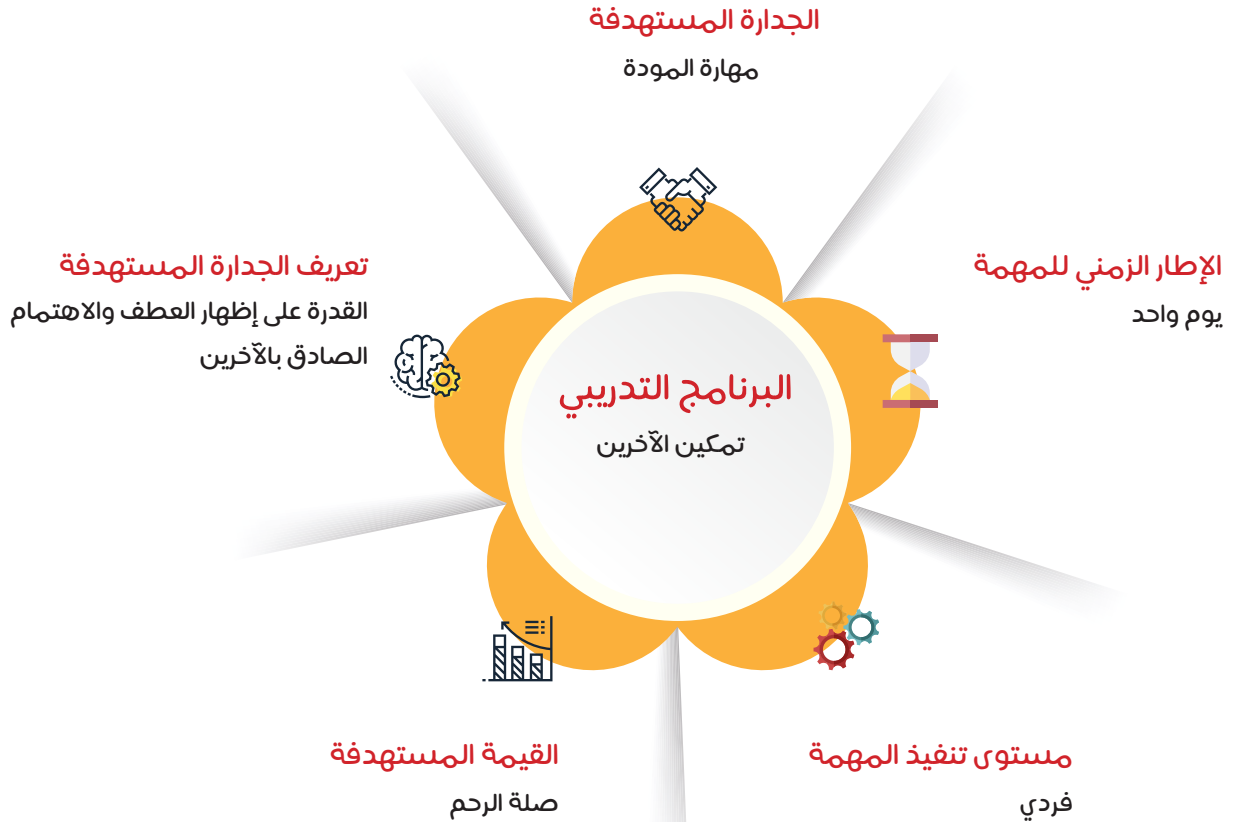 الجدارة المستهدفة
مهارة المودة
الإطار الزمني للمهمة
يوم واحد
تعريف الجدارة المستهدفة
القدرة على إظهار العطف والاهتمام
الصادق بالآخرين
البرنامج التدريبي
تمكين الآخرين
مستوى تنفيذ المهمة
فردي
القيمة المستهدفة
صلة الرحم